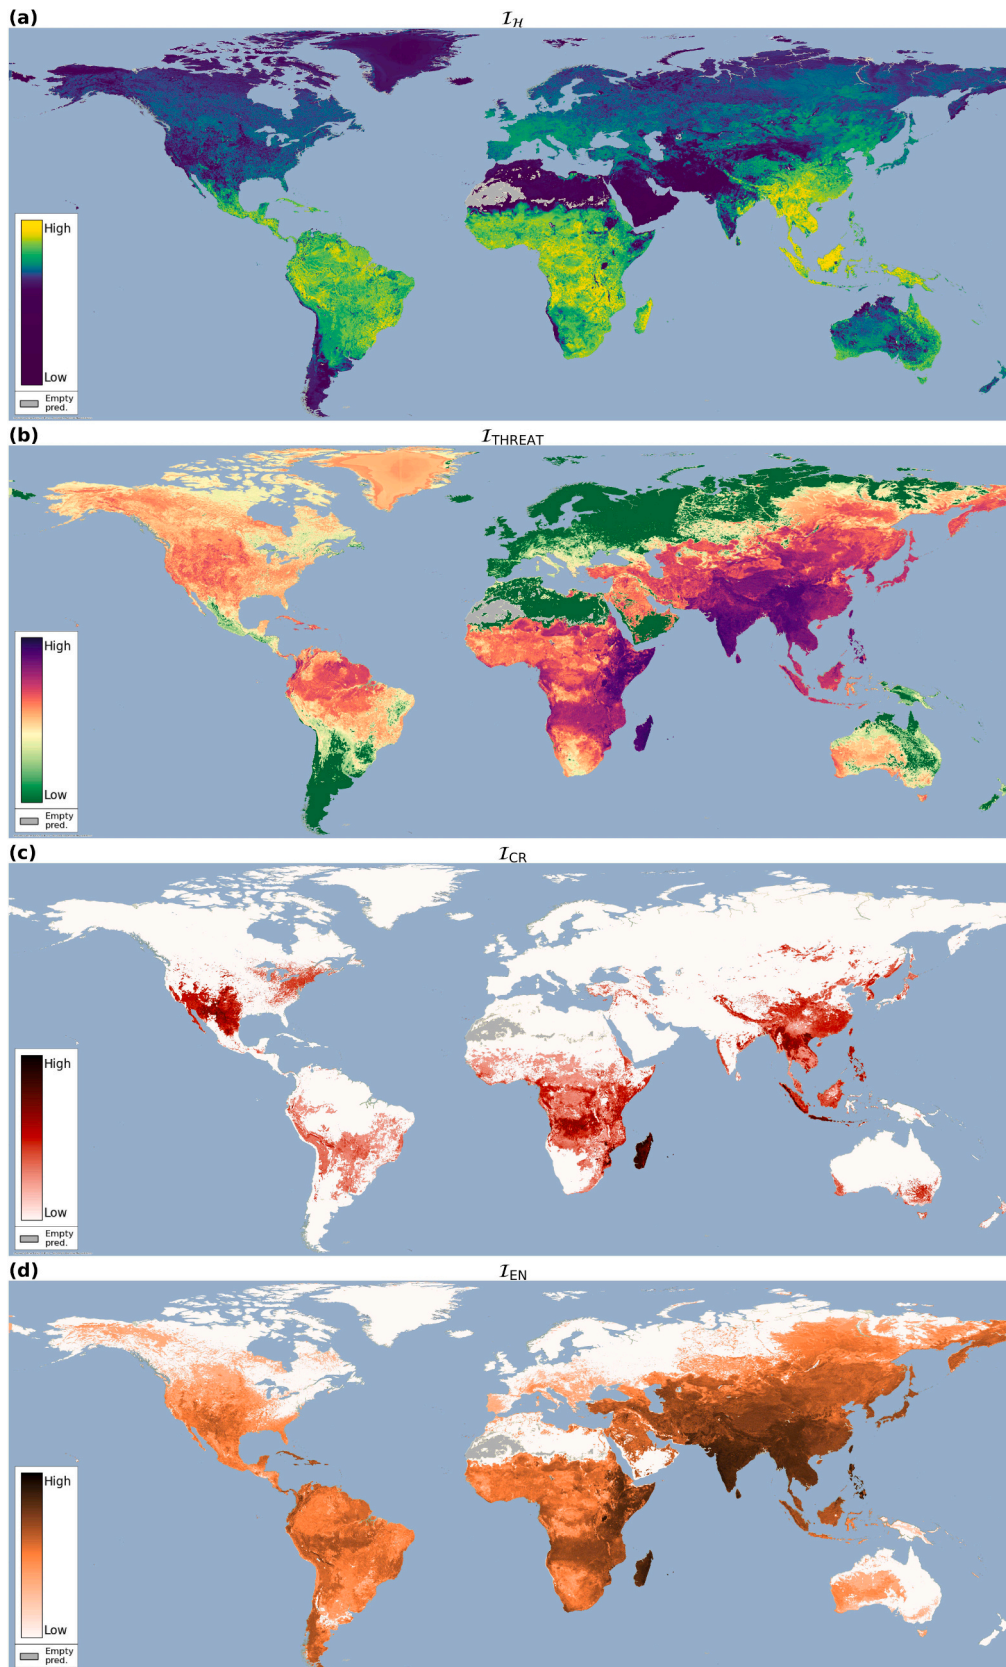 (a)
I_H
High
Low
Empty
pred.
(b)
I_THREAT
High
Low
Empty
pred.
(c)
I_CR
High
Low
Empty
pred.
(d)
I_EN
High
Low
Empty
pred.